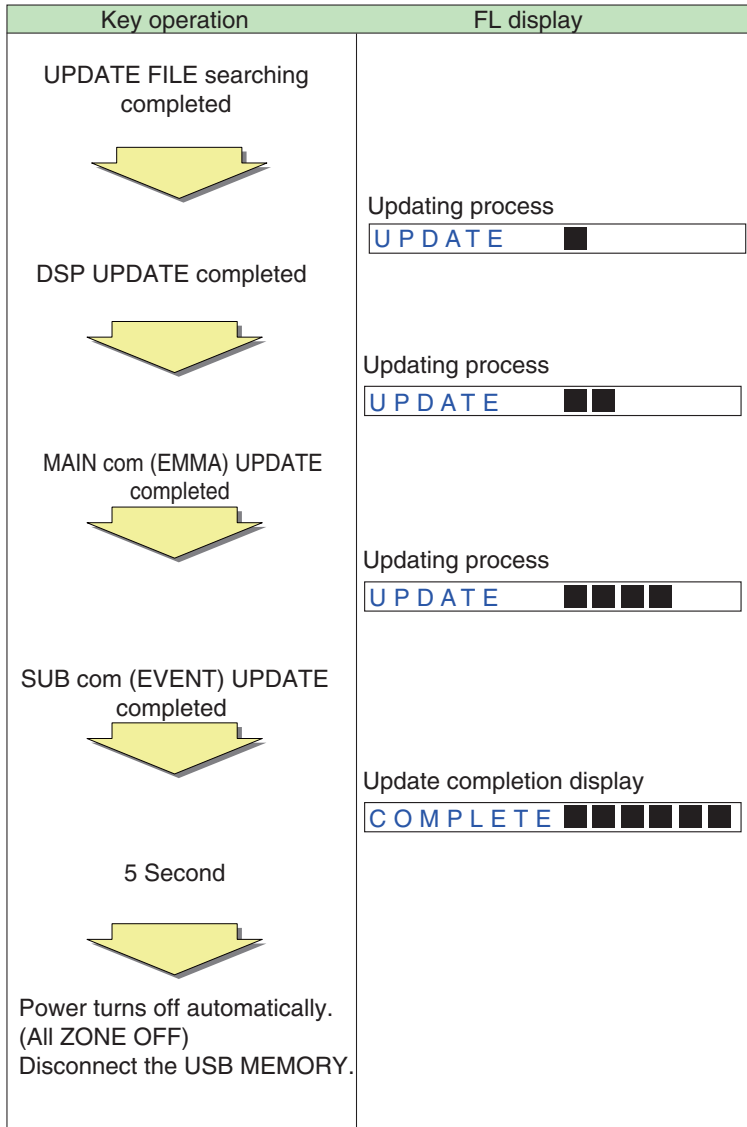 Key operation
FL display
UPDATE FILE searching
completed
Updating process
UPDATE ■
DSP UPDATE completed
Updating process
UPDATE ■■
MAIN com (EMMA) UPDATE
completed
Updating process
UPDATE ■■■■
SUB com (EVENT) UPDATE
completed
Update completion display
COMPLETE ■■■■■■
5 Second
Power turns off automatically.
(All ZONE OFF)
Disconnect the USB MEMORY.